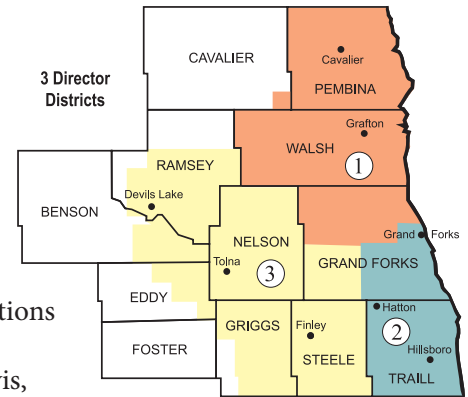 3 Director
Districts
CAVALIER
Cavalier
PEMBINA
Grafton
WALSH
1
RAMSEY
Devils Lake
BENSON
NELSON
Tolna
3
Grand Forks
GRAND FORKS
EDDY
FOSTER
GRIGGS
Finley
STEELE
Hatton
2
Hillsboro
TRAILL
tions
vis,